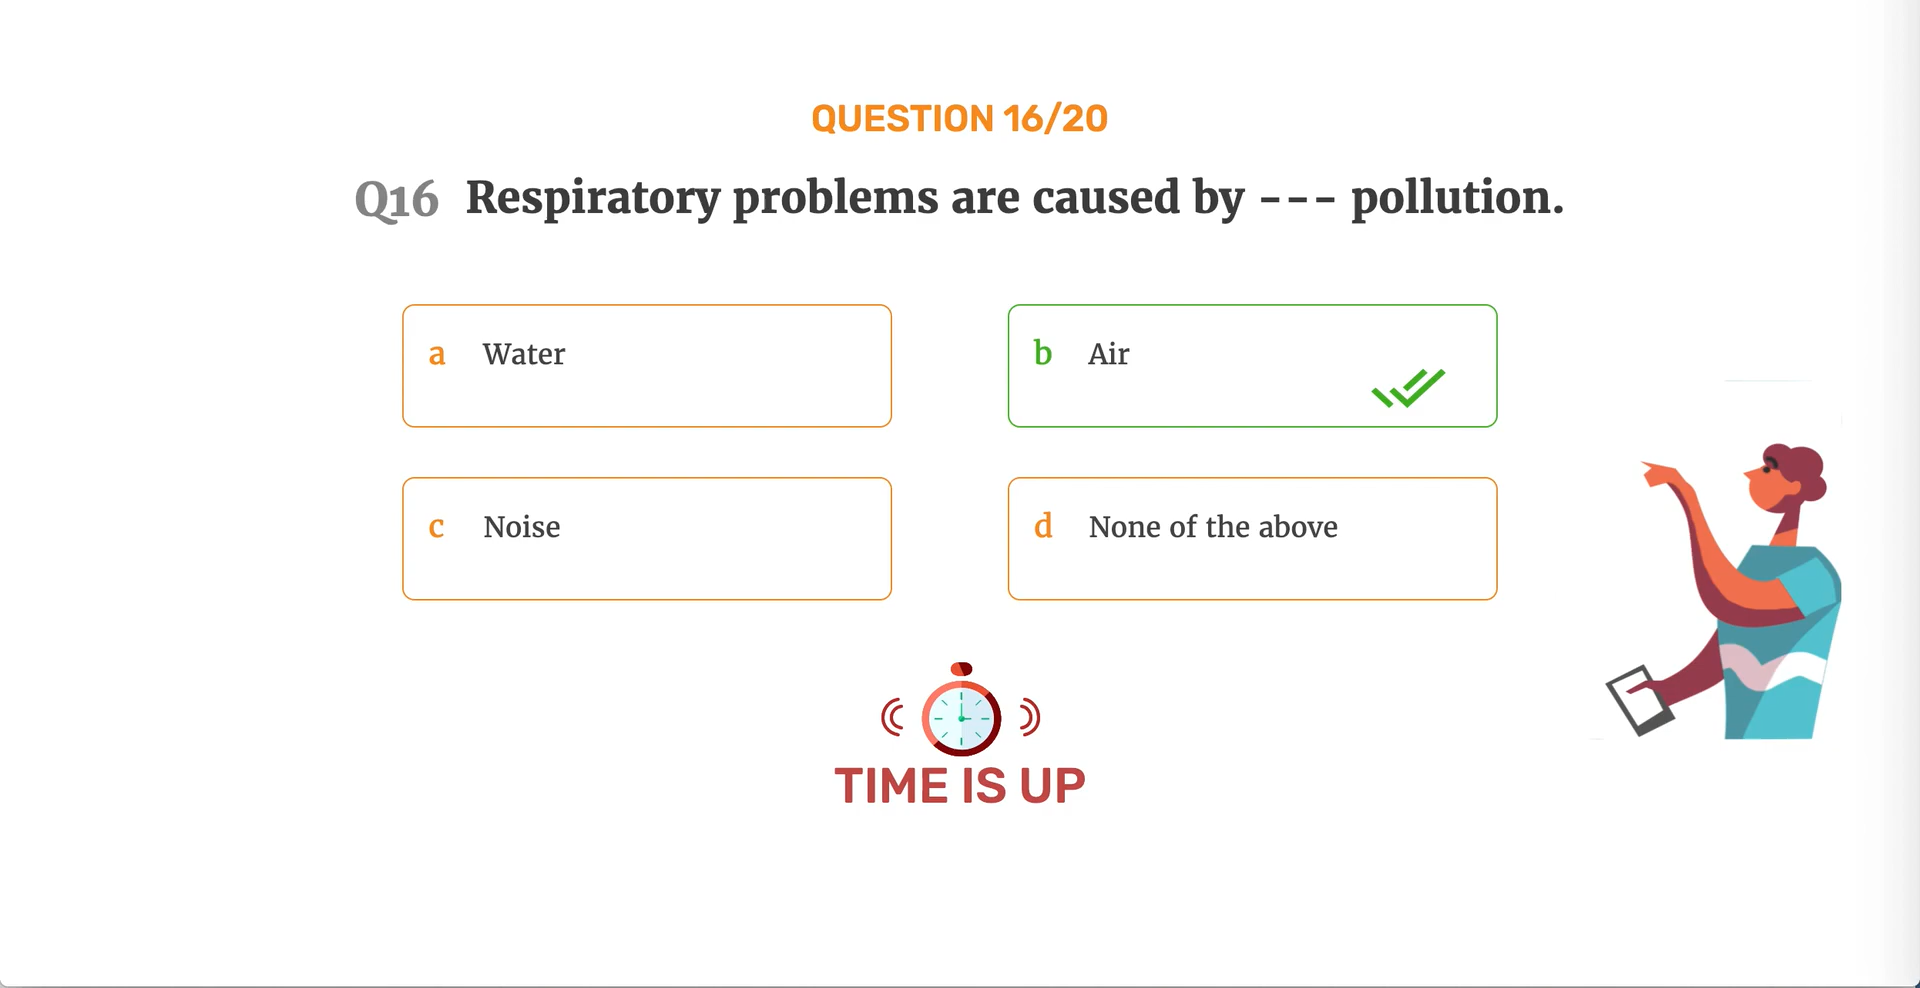 QUESTION 16/20
Q16 Respiratory problems are caused by --- pollution.
a Water
b Air
c Noise
d None of the above
TIME IS UP